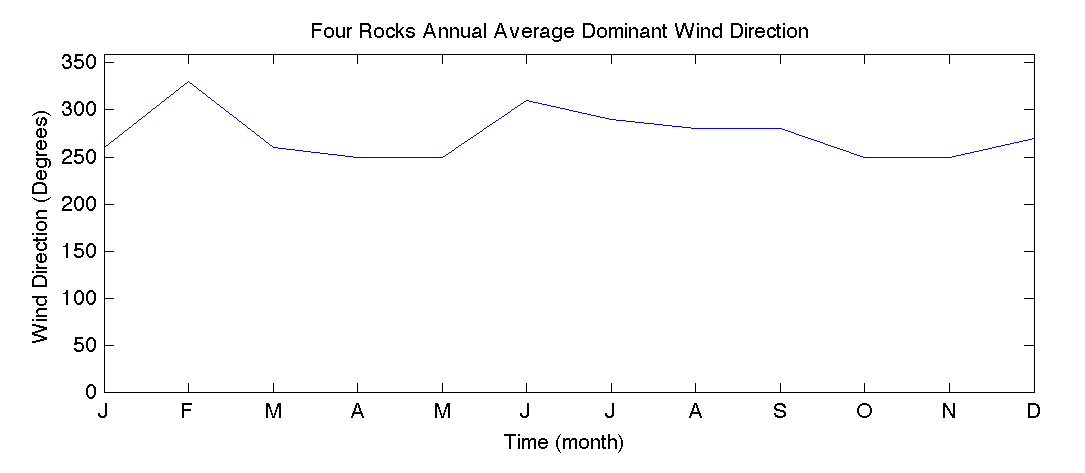 Four Rocks Annual Average Dominant Wind Direction
Wind Direction (Degrees)
350
300
250
200
150
100
50
0
J F M A M J J A S O N D
Time (month)